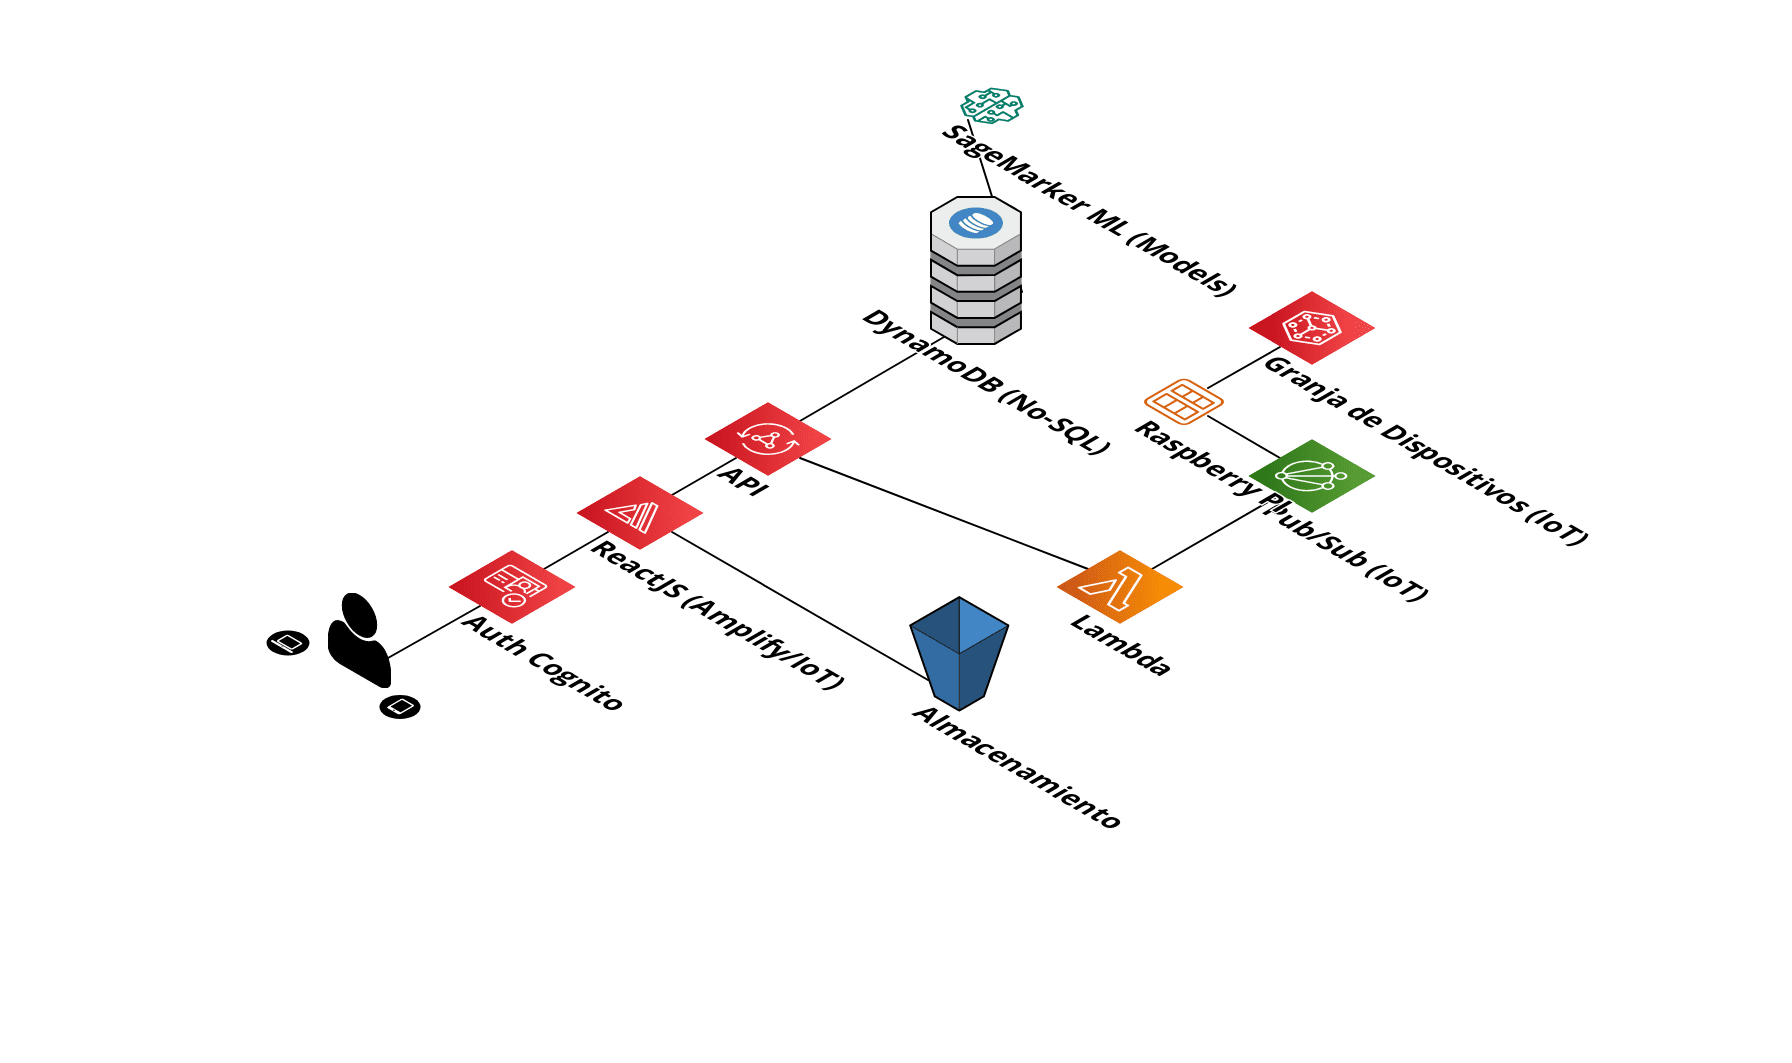 SageMarker ML (Models)
DynamoDB (No-SQL)
Granja de Dispositivos (IoT)
Raspberry PI
Pub/Sub (IoT)
API
ReactJS (Amplify/IoT)
Auth Cognito
Lambda
Almacenamiento